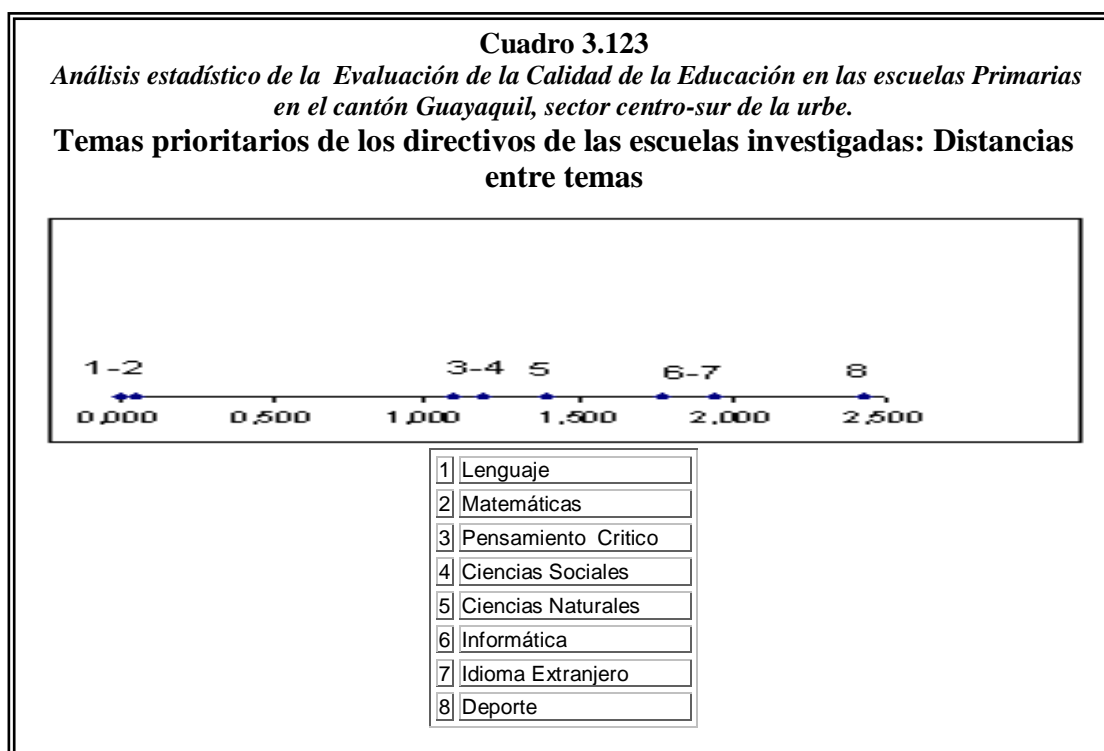 Cuadro 3.123
Análisis estadístico de la Evaluación de la Calidad de la Educación en las escuelas Primarias
en el cantón Guayaquil, sector centro-sur de la urbe.
Temas prioritarios de los directivos de las escuelas investigadas: Distancias
entre temas
1-2 3-4 5 6-7 8
0,000 0,500 1,000 1,500 2,000 2,500
1 Lenguaje
2 Matemáticas
3 Pensamiento Critico
4 Ciencias Sociales
5 Ciencias Naturales
6 Informática
7 Idioma Extranjero
8 Deporte